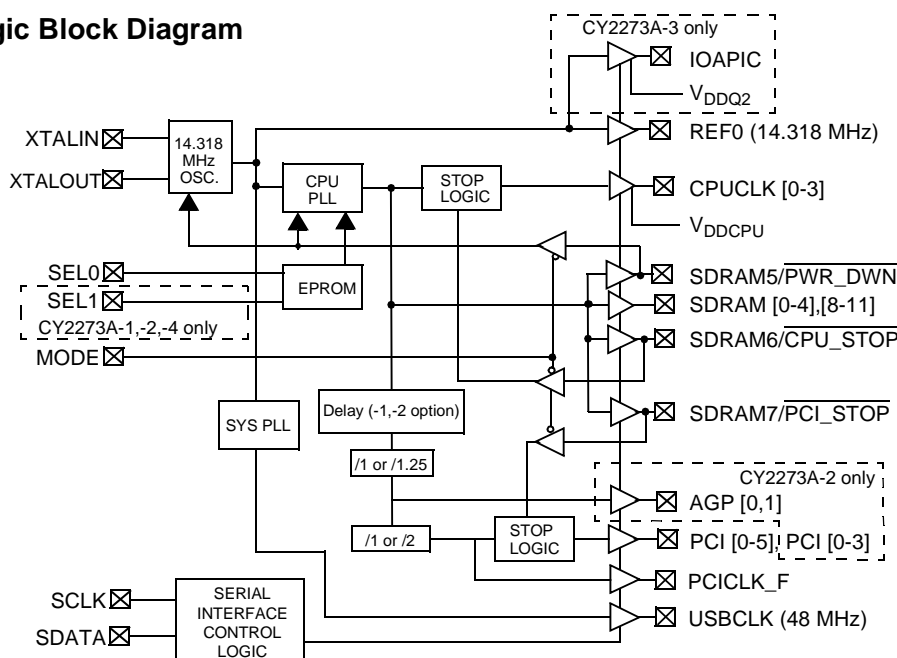 gic Block Diagram
CY2273A-3 only
IOAPIC
VDDQ2
XTALIN
14.318
MHz
OSC.
REF0 (14.318 MHz)
XTALOUT
CPU
PLL
STOP
LOGIC
CPUCLK [0-3]
VDDCPU
SEL0
EPROM
SDRAM5/PWR_DWN
SEL1
SDRAM [0-4],[8-11]
CY2273A-1,-2,-4 only
SDRAM6/CPU_STOP
MODE
SYS PLL
Delay (-1,-2 option)
SDRAM7/PCI_STOP
/1 or /1.25
CY2273A-2 only
AGP [0,1]
/1 or /2
STOP
LOGIC
PCI [0-5], PCI [0-3]
PCICLK_F
SCLK
SERIAL
INTERFACE
CONTROL
LOGIC
USBCLK (48 MHz)
SDATA